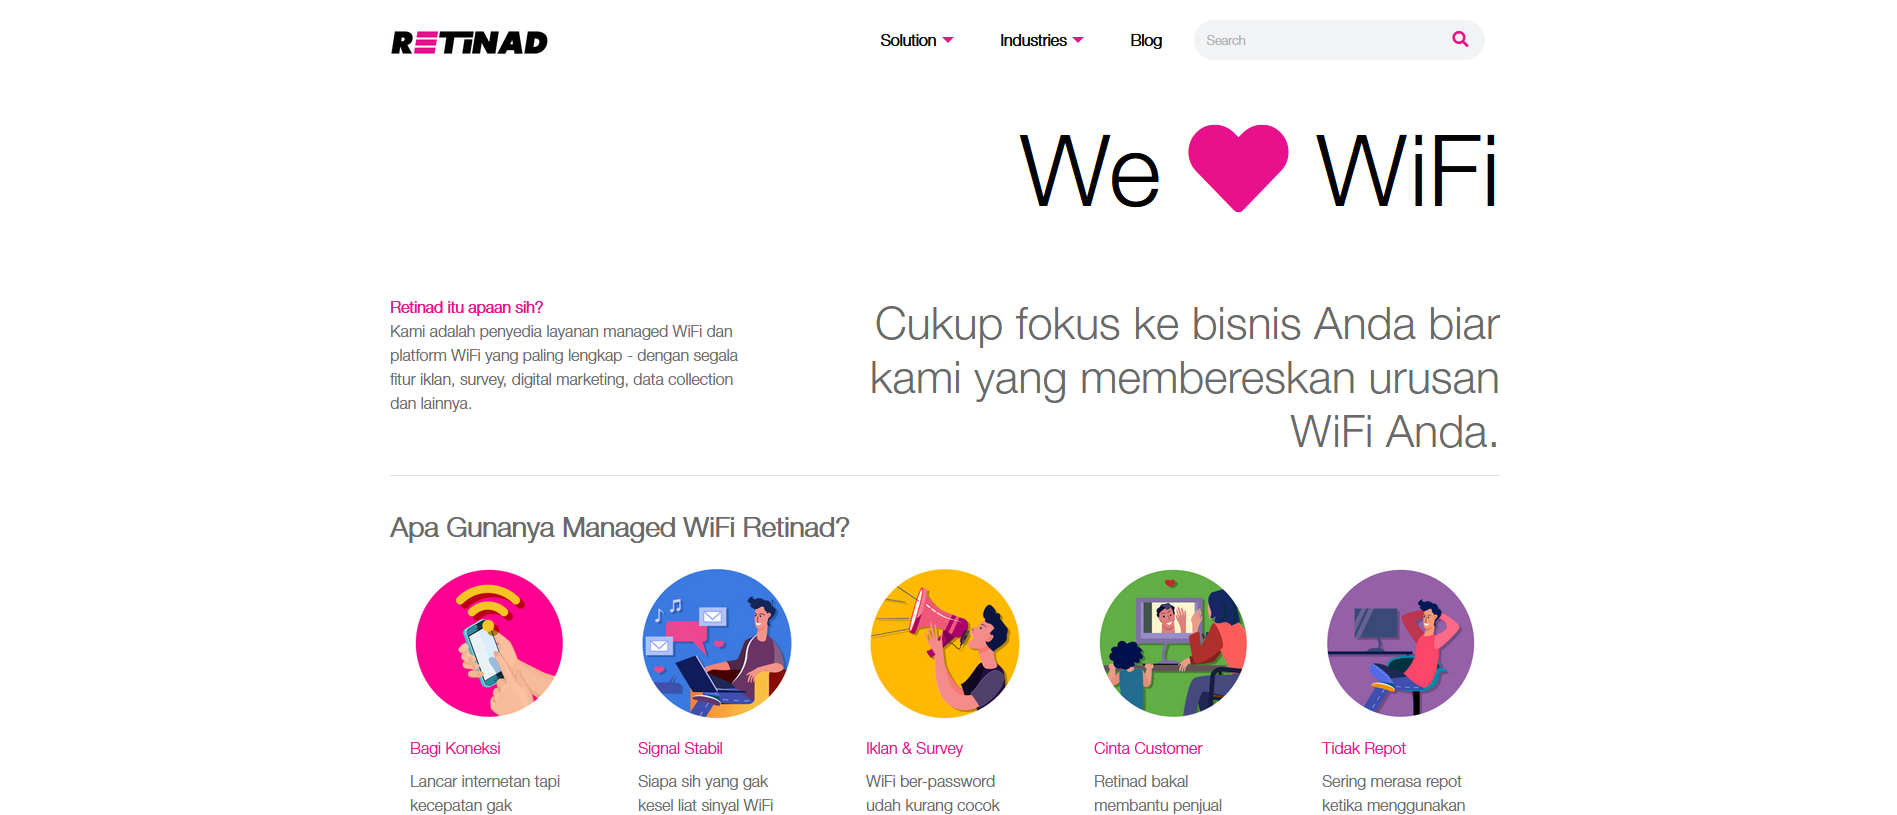 RETINAD
Solution
Industries
Blog
Search
We WiFi
Retinad itu apaan sih?
Kami adalah penyedia layanan managed WiFi dan
platform WiFi yang paling lengkap - dengan segala
fitur iklan, survey, digital marketing, data collection
dan lainnya.
Cukup fokus ke bisnis Anda biar
kami yang membereskan urusan
WiFi Anda.
Apa Gunanya Managed WiFi Retinad?
Bagi Koneksi
Lancar internetan tapi
kecepatan gak
Signal Stabil
Siapa sih yang gak
kesel liat sinyal WiFi
Iklan & Survey
WiFi ber-password
udah kurang cocok
Cinta Customer
Retinad bakal
membantu penjual
Tidak Repot
Sering merasa repot
ketika menggunakan